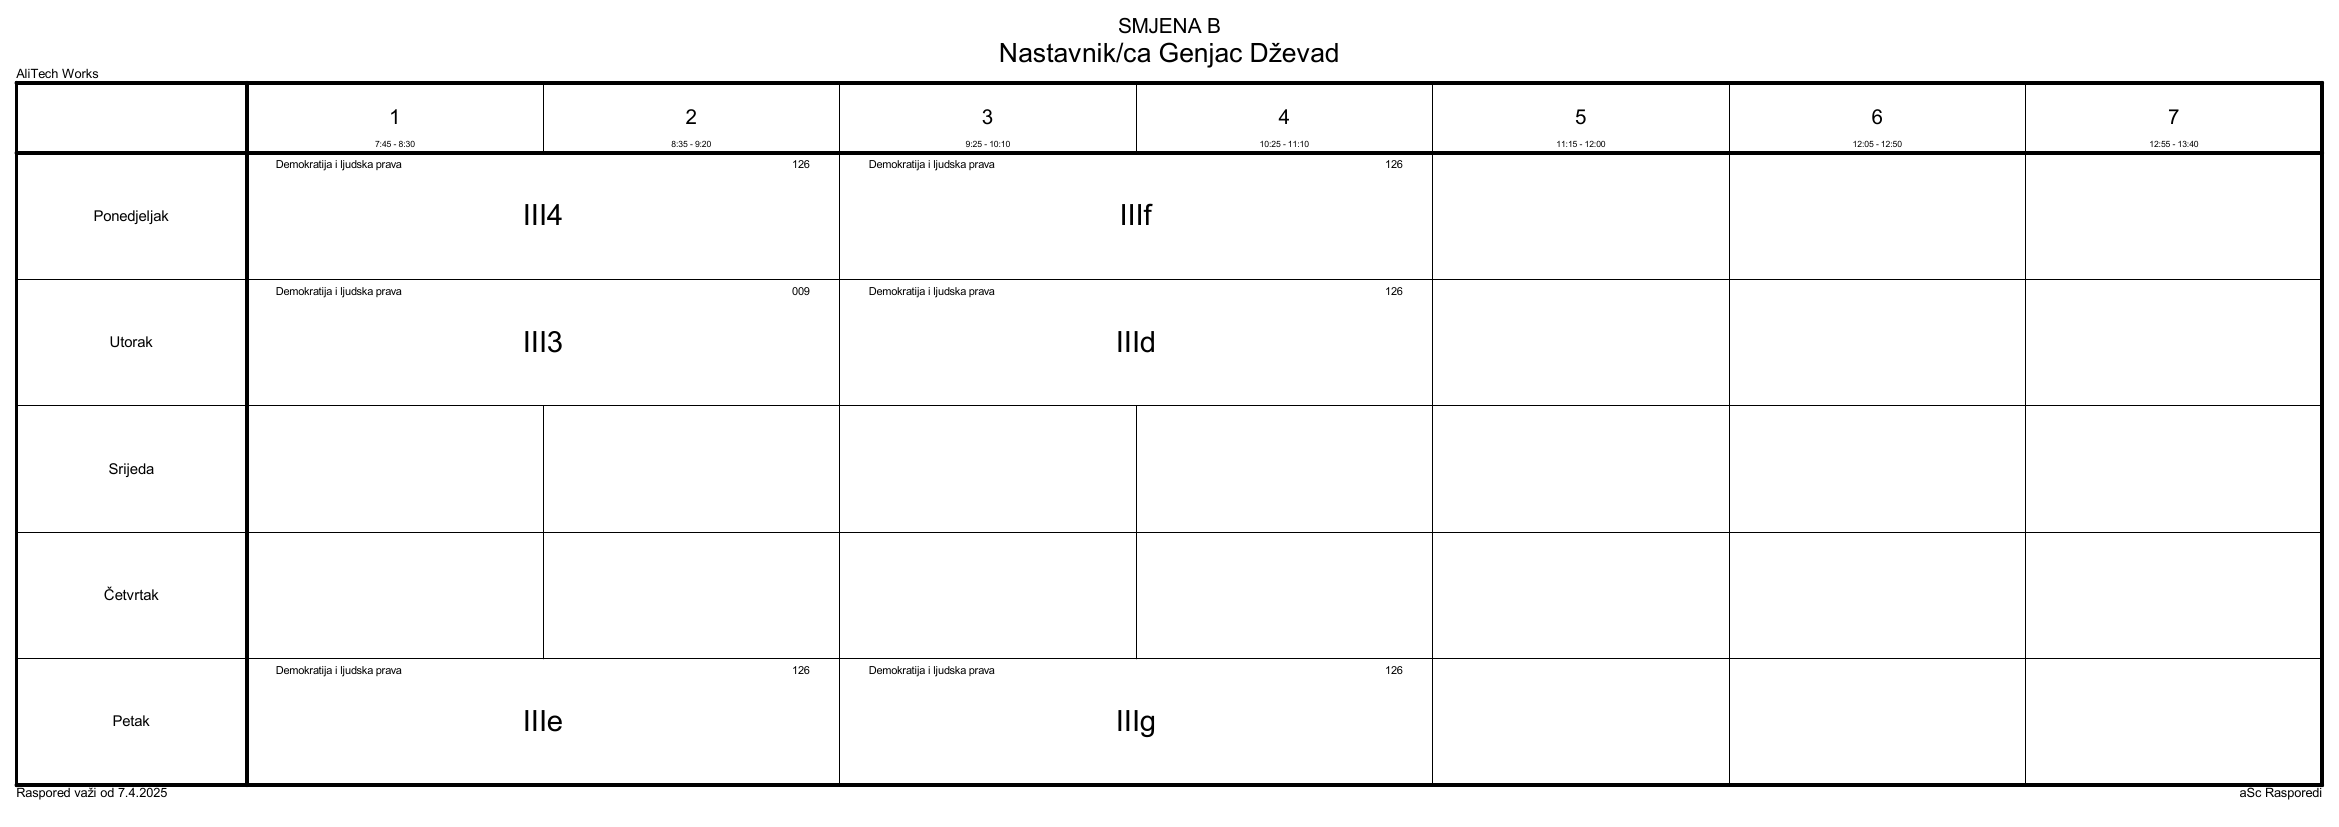 SMJENA B
Nastavnik/ca Genjac Dževad
AliTech Works
1 2 3 4 5 6 7
7:45 - 8:30 8:35 - 9:20 9:25 - 10:10 10:25 - 11:10 11:15 - 12:00 12:05 - 12:50 12:55 - 13:40
Demokratija i ljudska prava 126 Demokratija i ljudska prava 126
Ponedjeljak III4 IIIf
Demokratija i ljudska prava 009 Demokratija i ljudska prava 126
Utorak III3 IIId
Srijeda
Četvrtak
Demokratija i ljudska prava 126 Demokratija i ljudska prava 126
Petak IIIe IIIg
Raspored važi od 7.4.2025 aSc Rasporedi